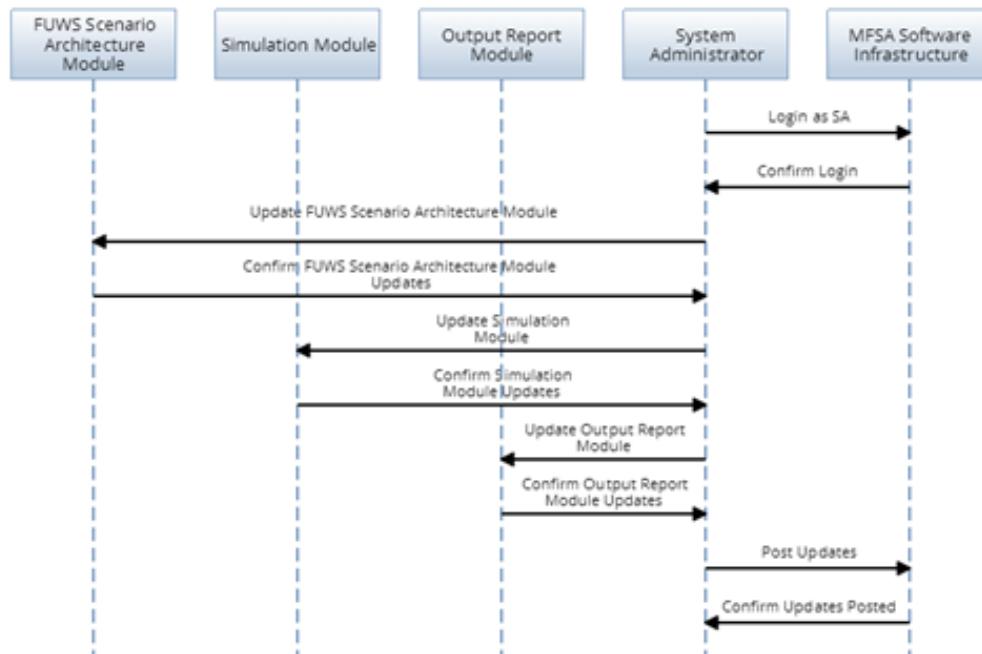 FUWS Scenario
Architecture
Module
Simulation Module
Output Report
Module
System
Administrator
MFSA Software
Infrastructure
Login as SA
Confirm Login
Update FUWS Scenario Architecture Module
Confirm FUWS Scenario Architecture Module
Updates
Update Simulation
Module
Confirm Simulation
Module Updates
Update Output Report
Module
Confirm Output Report
Module Updates
Post Updates
Confirm Updates Posted